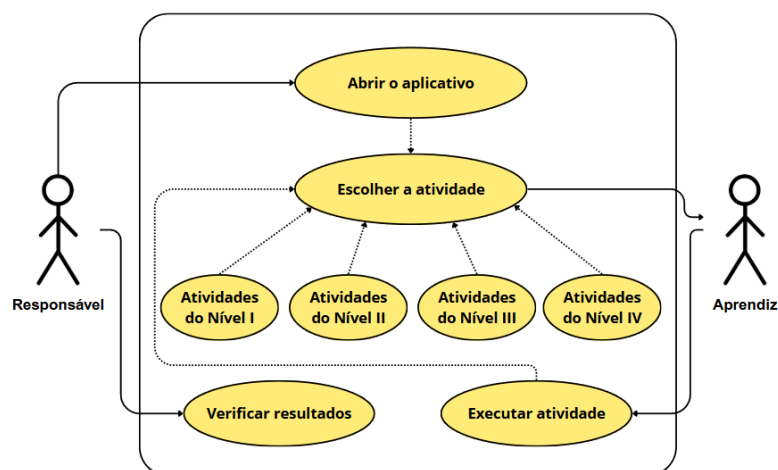 Abrir o aplicativo
Escolher a atividade
Responsável
Aprendiz
Atividades
do Nível I
Atividades
do Nível II
Atividades
do Nível III
Atividades
do Nível IV
Verificar resultados
Executar atividade